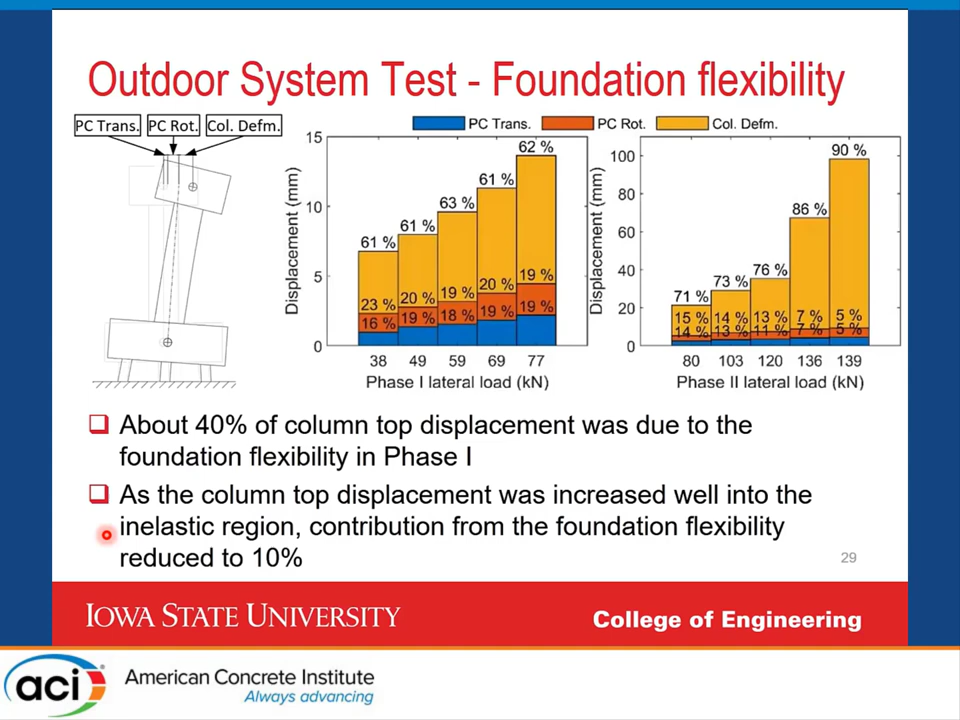 Outdoor System Test - Foundation flexibility
PC Trans. PC Rot. Col. Defm.
PC Trans. PC Rot. Col. Defm.
Displacement (mm)
15
10
5
0
61 % 61 % 63 % 61 % 62 %
23 % 20 % 19 % 20 % 19 %
16 % 19 % 18 % 19 % 19 %
38 49 59 69 77
Phase I lateral load (kN)
Displacement (mm)
100
80
60
40
20
0
71 % 73 % 76 % 86 % 90 %
15 % 14 % 13 % 7 % 5 %
14 % 13 % 11 % 7 % 5 %
80 103 120 136 139
Phase II lateral load (kN)
About 40% of column top displacement was due to the
foundation flexibility in Phase I
As the column top displacement was increased well into the
inelastic region, contribution from the foundation flexibility
reduced to 10%
29
IOWA STATE UNIVERSITY
College of Engineering
aci
American Concrete Institute
Always advancing